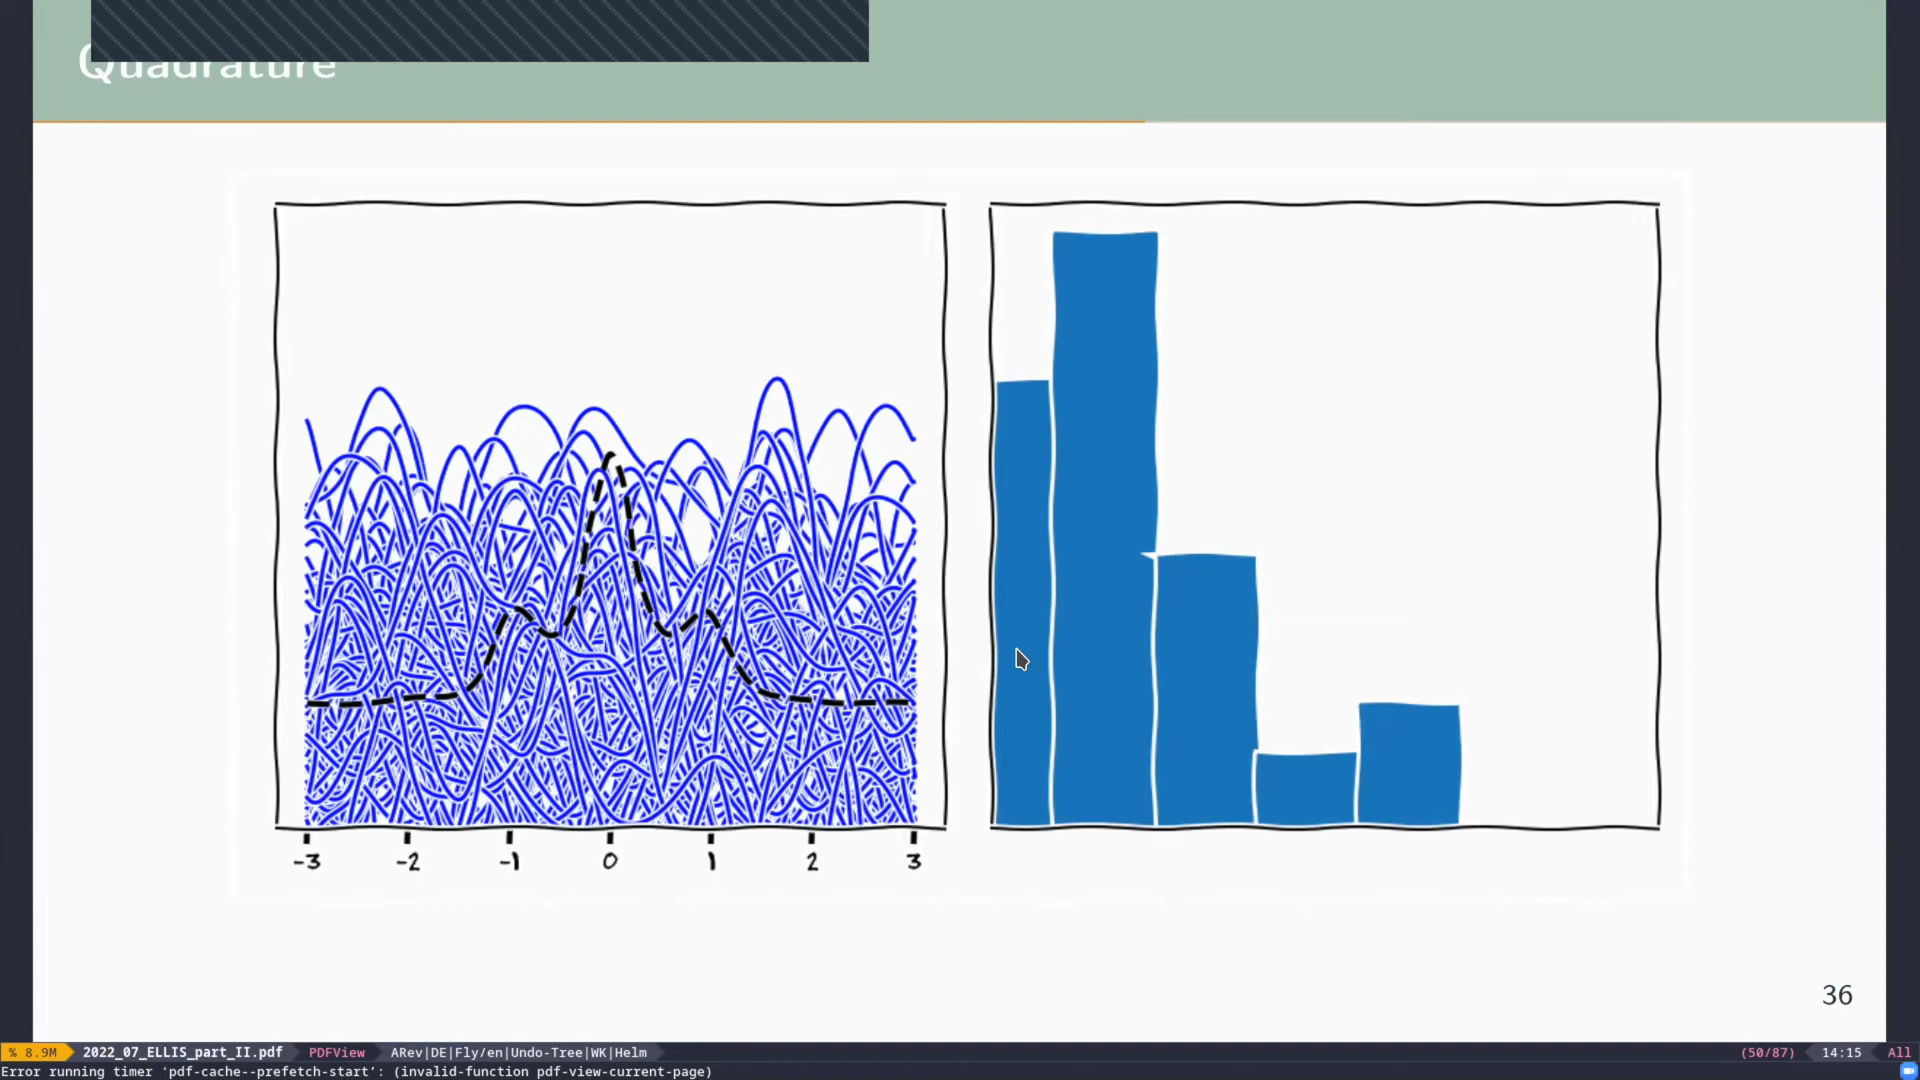 Quadrature
-3 -2 -1 0 1 2 3
36
% 8.9M 2022_07_ELLIS_part_II.pdf PDFView ARev|DE|Fly/en|Undo-Tree|WK|Helm (50/87) 14:15 All
Error running timer ‘pdf-cache--prefetch-start’: (invalid-function pdf-view-current-page)